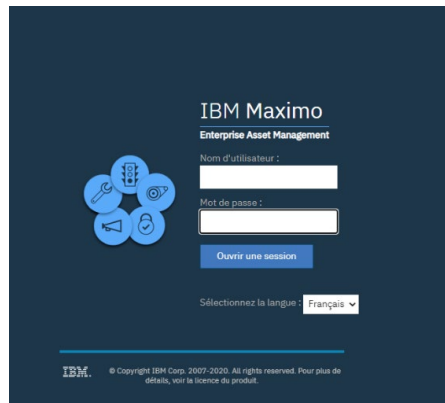 IBM Maximo
Enterprise Asset Management
Nom d'utilisateur :
Mot de passe :
Ouvrir une session
Sélectionnez la langue : Français
IBM. © Copyright IBM Corp. 2007-2020. All rights reserved. Pour plus de
détails, voir la licence du produit.